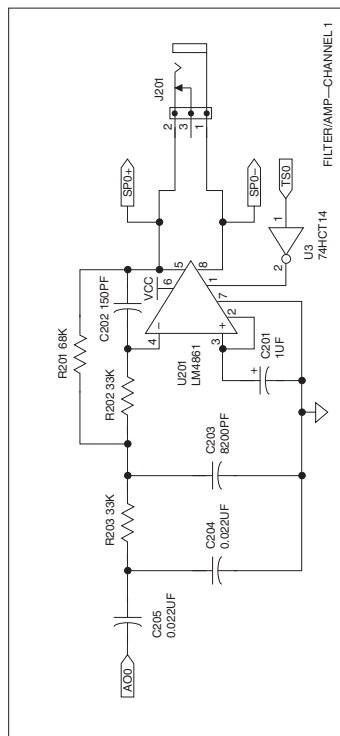 FILTER/AMP—CHANNEL 1
J201
2
3
1
SP0+
SP0–
TS0
1
U3
74HCT14
2
R201 68K
C202 150PF
VCC
6
5
8
1
7
4
–
+
3
2
U201
LM4861
R202 33K
C201
1UF
+
R203 33K
C203
8200PF
C204
0.022UF
C205
0.022UF
AO0